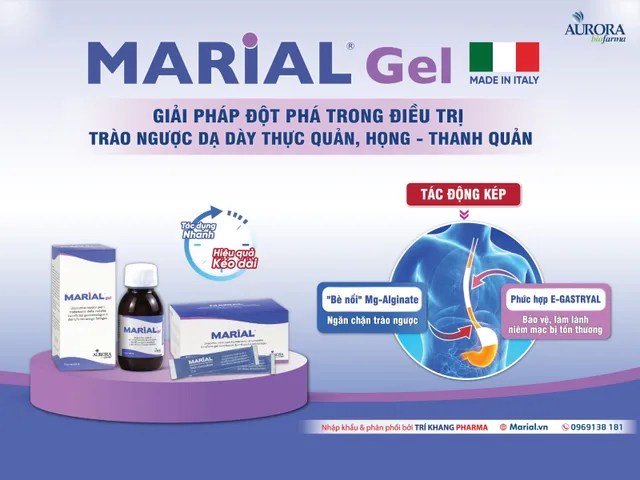 AURORA
biofarma
MARiAL® Gel
MADE IN ITALY
GIẢI PHÁP ĐỘT PHÁ TRONG ĐIỀU TRỊ
TRÀO NGƯỢC DẠ DÀY THỰC QUẢN, HỌNG - THANH QUẢN
TÁC ĐỘNG KÉP
Tác dụng
Nhanh
Hiệu quả
Kéo dài
MARiAL gel
AURORA
MARiAL gel
MARiAL®
AURORA
"Bè nổi" Mg-Alginate
Ngăn chặn trào ngược
Phức hợp E-GASTRYAL
Bảo vệ, làm lành
niêm mạc bị tổn thương
Nhập khẩu & phân phối bởi TRÍ KHANG PHARMA
Marial.vn
0969138 181